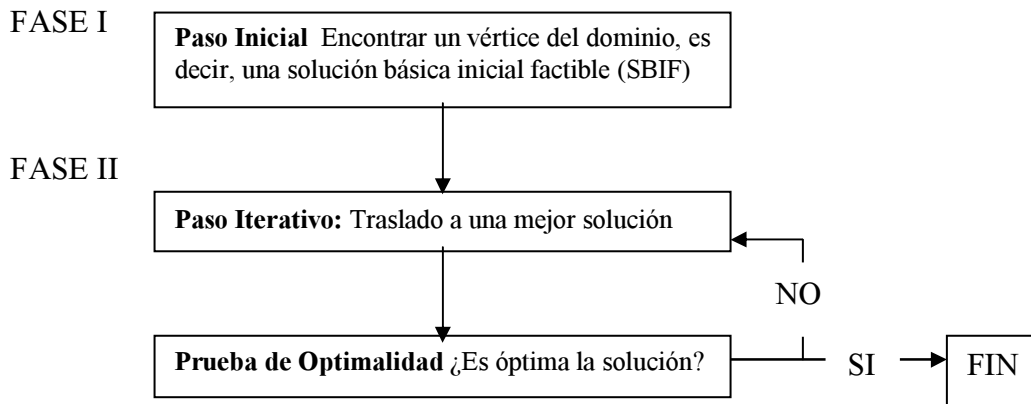 FASE I
Paso Inicial Encontrar un vértice del dominio, es
decir, una solución básica inicial factible (SBIF)
FASE II
Paso Iterativo: Traslado a una mejor solución
NO
Prueba de Optimalidad ¿Es óptima la solución?
SI
FIN